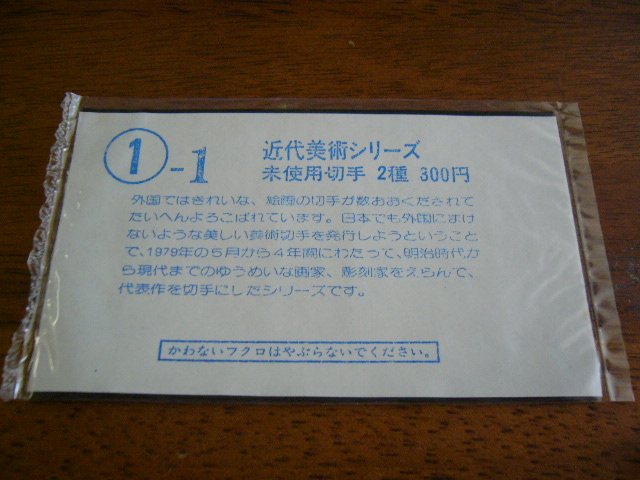 ①-1
近代美術シリーズ
未使用切手 2種 300円
外国ではきれいな、絵画の切手が数おおくだされて
たいへんよろこばれています。日本でも外国にまけ
ないような美しい芸術切手を発行しようということ
で、1979年の5月から4年間にわたって、明治時代か
ら現代までのゆうめいな画家、彫刻家をえらんで、
代表作を切手にしたシリーズです。
かわないフクロはやぶらないでください。